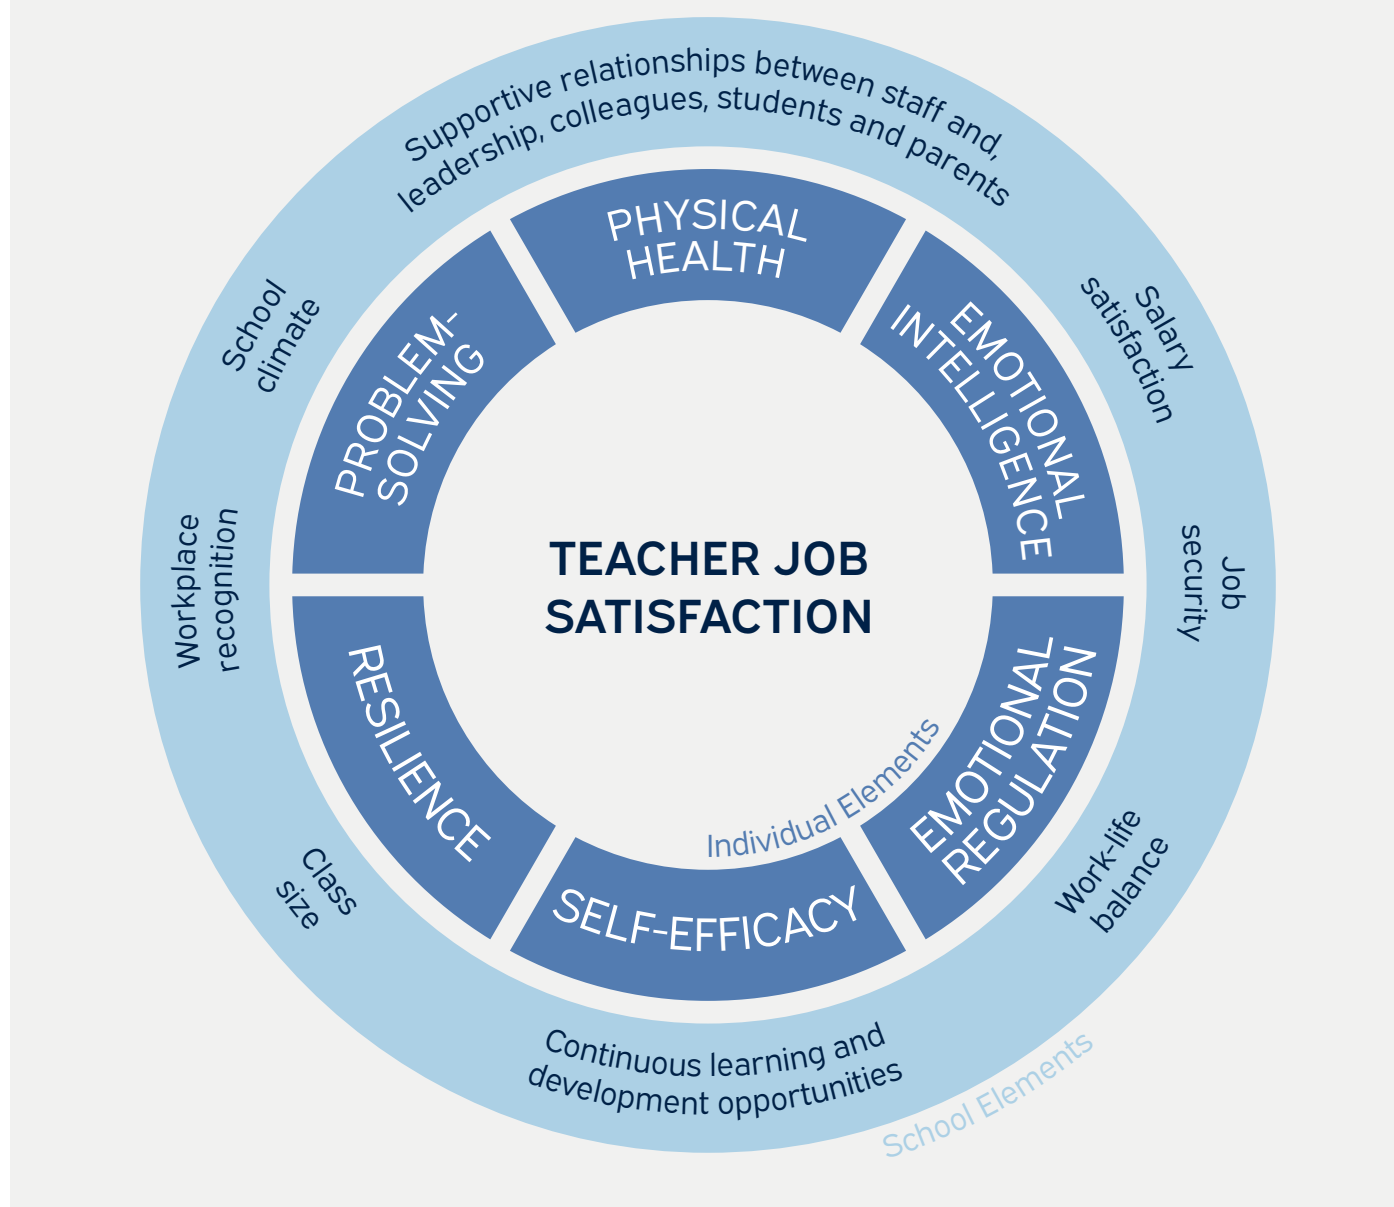 Supportive relationships between staff and,
leadership, colleagues, students and parents
Salary
satisfaction
Job
security
Work-life
balance
Continuous learning and
development opportunities
Class
size
Workplace
recognition
School
climate
PHYSICAL
HEALTH
EMOTIONAL
INTELLIGENCE
EMOTIONAL
REGULATION
SELF-EFFICACY
RESILIENCE
PROBLEM-
SOLVING
TEACHER JOB
SATISFACTION
Individual Elements
School Elements